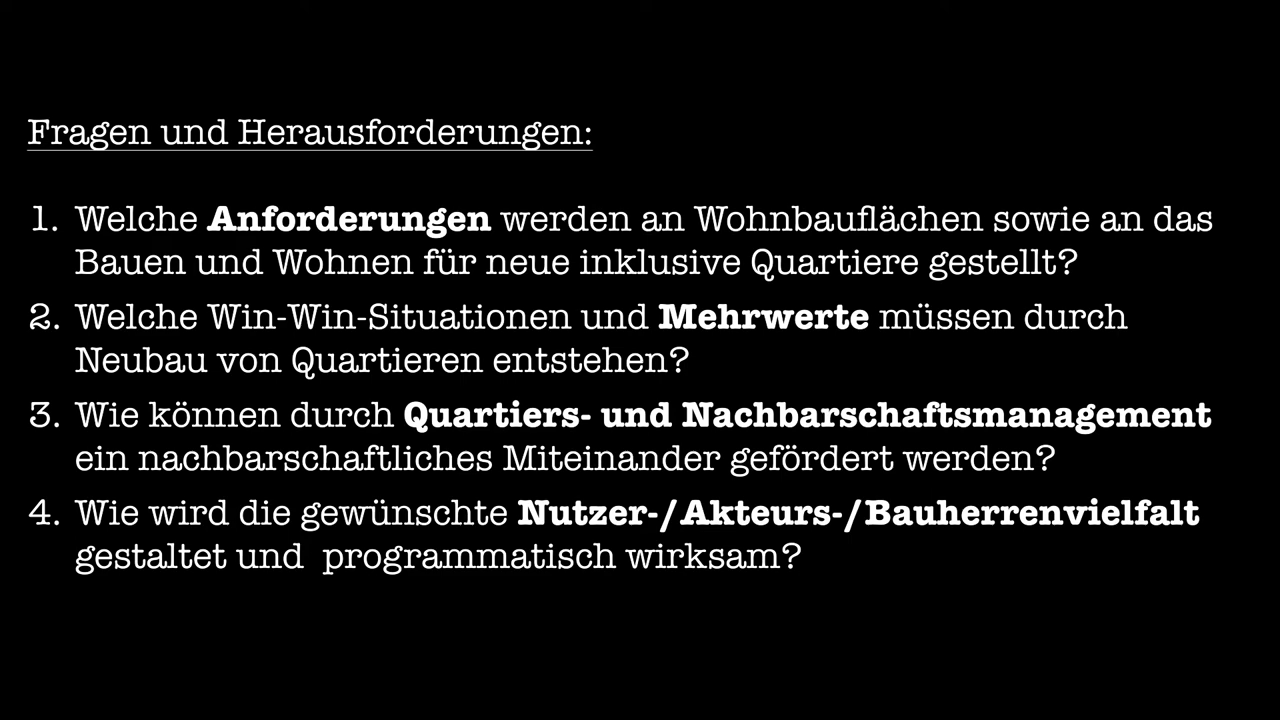 Fragen und Herausforderungen:
1. Welche Anforderungen werden an Wohnbauflächen sowie an das
Bauen und Wohnen für neue inklusive Quartiere gestellt?
2. Welche Win-Win-Situationen und Mehrwerte müssen durch
Neubau von Quartieren entstehen?
3. Wie können durch Quartiers- und Nachbarschaftsmanagement
ein nachbarschaftliches Miteinander gefördert werden?
4. Wie wird die gewünschte Nutzer-/Akteurs-/Bauherrenvielfalt
gestaltet und  programmatisch wirksam?